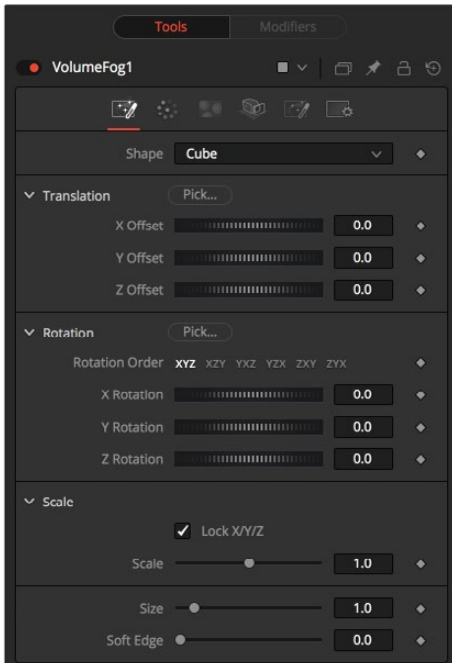 Tools Modifiers
VolumeFog1
Shape Cube
Translation Pick...
X Offset 0.0
Y Offset 0.0
Z Offset 0.0
Rotation Pick...
Rotation Order XYZ XZY YXZ YZX ZXY ZYX
X Rotation 0.0
Y Rotation 0.0
Z Rotation 0.0
Scale
Lock X/Y/Z
Scale 1.0
Size 1.0
Soft Edge 0.0